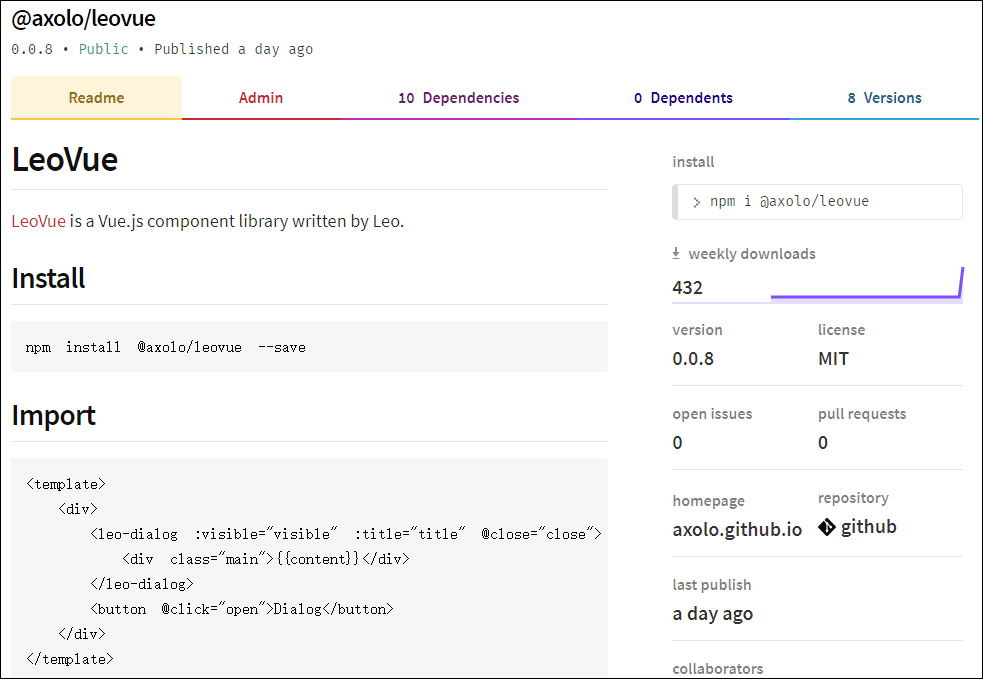 @axolo/leovue
0.0.8 • Public • Published a day ago
Readme
Admin
10 Dependencies
0 Dependents
8 Versions
LeoVue
LeoVue is a Vue.js component library written by Leo.
Install
npm install @axolo/leovue --save
Import
<template>
    <div>
        <leo-dialog :visible="visible" :title="title" @close="close">
            <div class="main">{{content}}</div>
        </leo-dialog>
        <button @click="open">Dialog</button>
    </div>
</template>
install
> npm i @axolo/leovue
weekly downloads
432
version
license
0.0.8
MIT
open issues
pull requests
0
0
homepage
repository
axolo.github.io
github
last publish
a day ago
collaborators